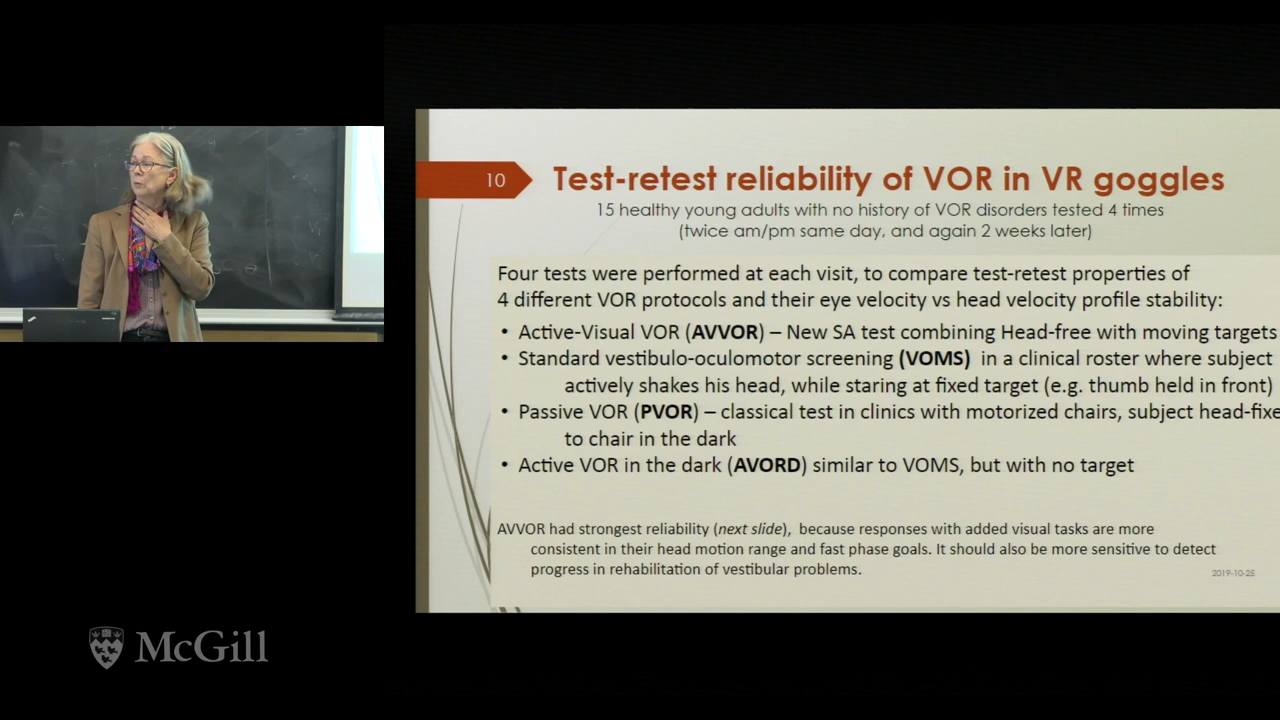 10
Test-retest reliability of VOR in VR goggles
15 healthy young adults with no history of VOR disorders tested 4 times
(twice am/pm same day, and again 2 weeks later)
Four tests were performed at each visit, to compare test-retest properties of
4 different VOR protocols and their eye velocity vs head velocity profile stability:
• Active-Visual VOR (AVVOR) – New SA test combining Head-free with moving targets
• Standard vestibulo-oculomotor screening (VOMS) in a clinical roster where subject
actively shakes his head, while staring at fixed target (e.g. thumb held in front)
• Passive VOR (PVOR) – classical test in clinics with motorized chairs, subject head-fixe
to chair in the dark
• Active VOR in the dark (AVORD) similar to VOMS, but with no target
AVVOR had strongest reliability (next slide), because responses with added visual tasks are more
consistent in their head motion range and fast phase goals. It should also be more sensitive to detect
progress in rehabilitation of vestibular problems.
2019-10-25
McGill